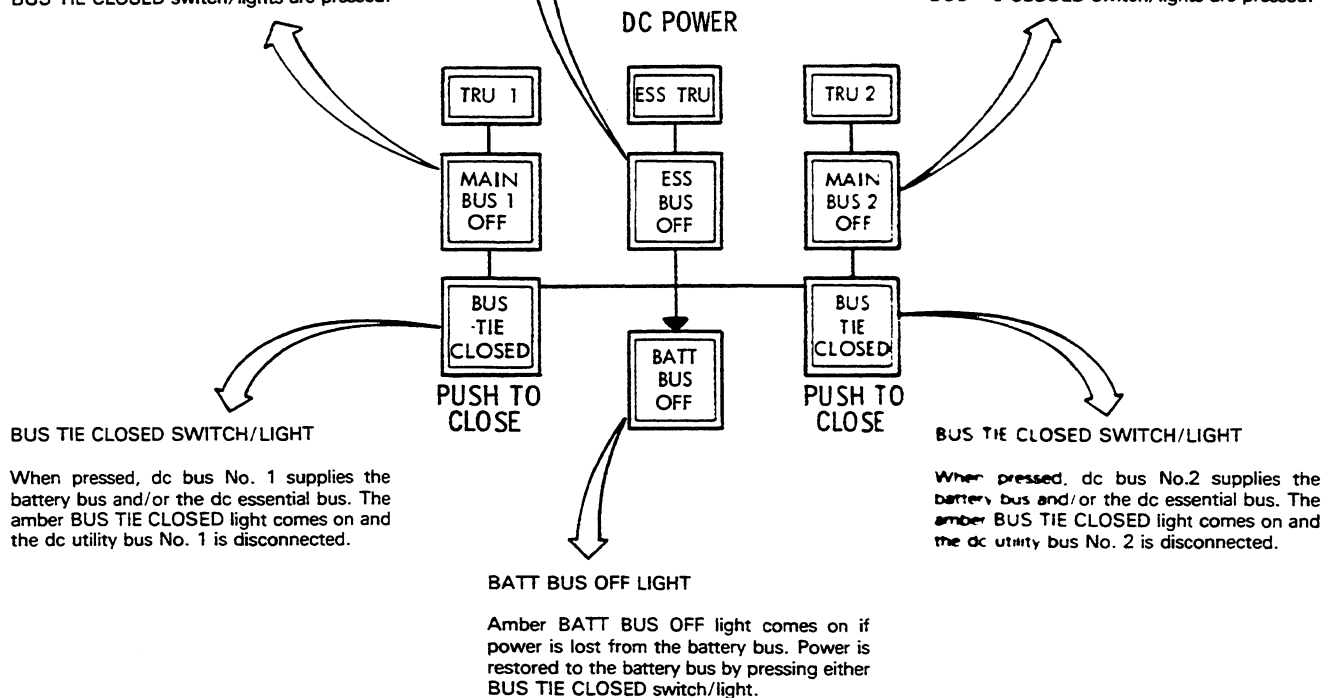 BUS TIE CLOSED switch/lights are pressed.
CLOSED switch/lights are pressed.
DC POWER
TRU 1
ESS TRU
TRU 2
MAIN
BUS 1
OFF
ESS
BUS
OFF
MAIN
BUS 2
OFF
BUS
TIE
CLOSED
BUS
TIE
CLOSED
BATT
BUS
OFF
PUSH TO
CLOSE
PUSH TO
CLOSE
BUS TIE CLOSED SWITCH/LIGHT
When pressed, dc bus No. 1 supplies the
battery bus and/or the dc essential bus. The
amber BUS TIE CLOSED light comes on and
the dc utility bus No. 1 is disconnected.
BUS TIE CLOSED SWITCH/LIGHT
When pressed, dc bus No.2 supplies the
battery bus and/or the dc essential bus. The
amber BUS TIE CLOSED light comes on and
the dc utility bus No. 2 is disconnected.
BATT BUS OFF LIGHT
Amber BATT BUS OFF light comes on if
power is lost from the battery bus. Power is
restored to the battery bus by pressing either
BUS TIE CLOSED switch/light.